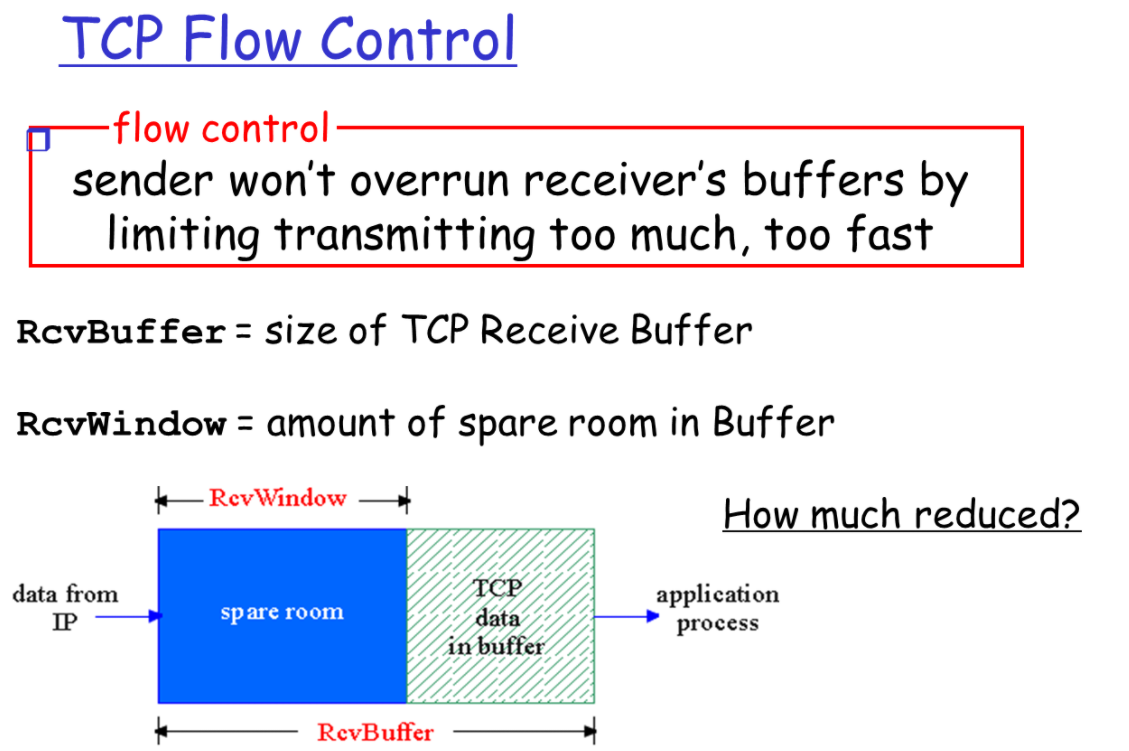 TCP Flow Control
flow control
sender won't overrun receiver's buffers by
limiting transmitting too much, too fast
RcvBuffer = size of TCP Receive Buffer
RcvWindow = amount of spare room in Buffer
How much reduced?
RcvWindow
data from
IP
spare room
TCP
data
in buffer
application
process
RcvBuffer